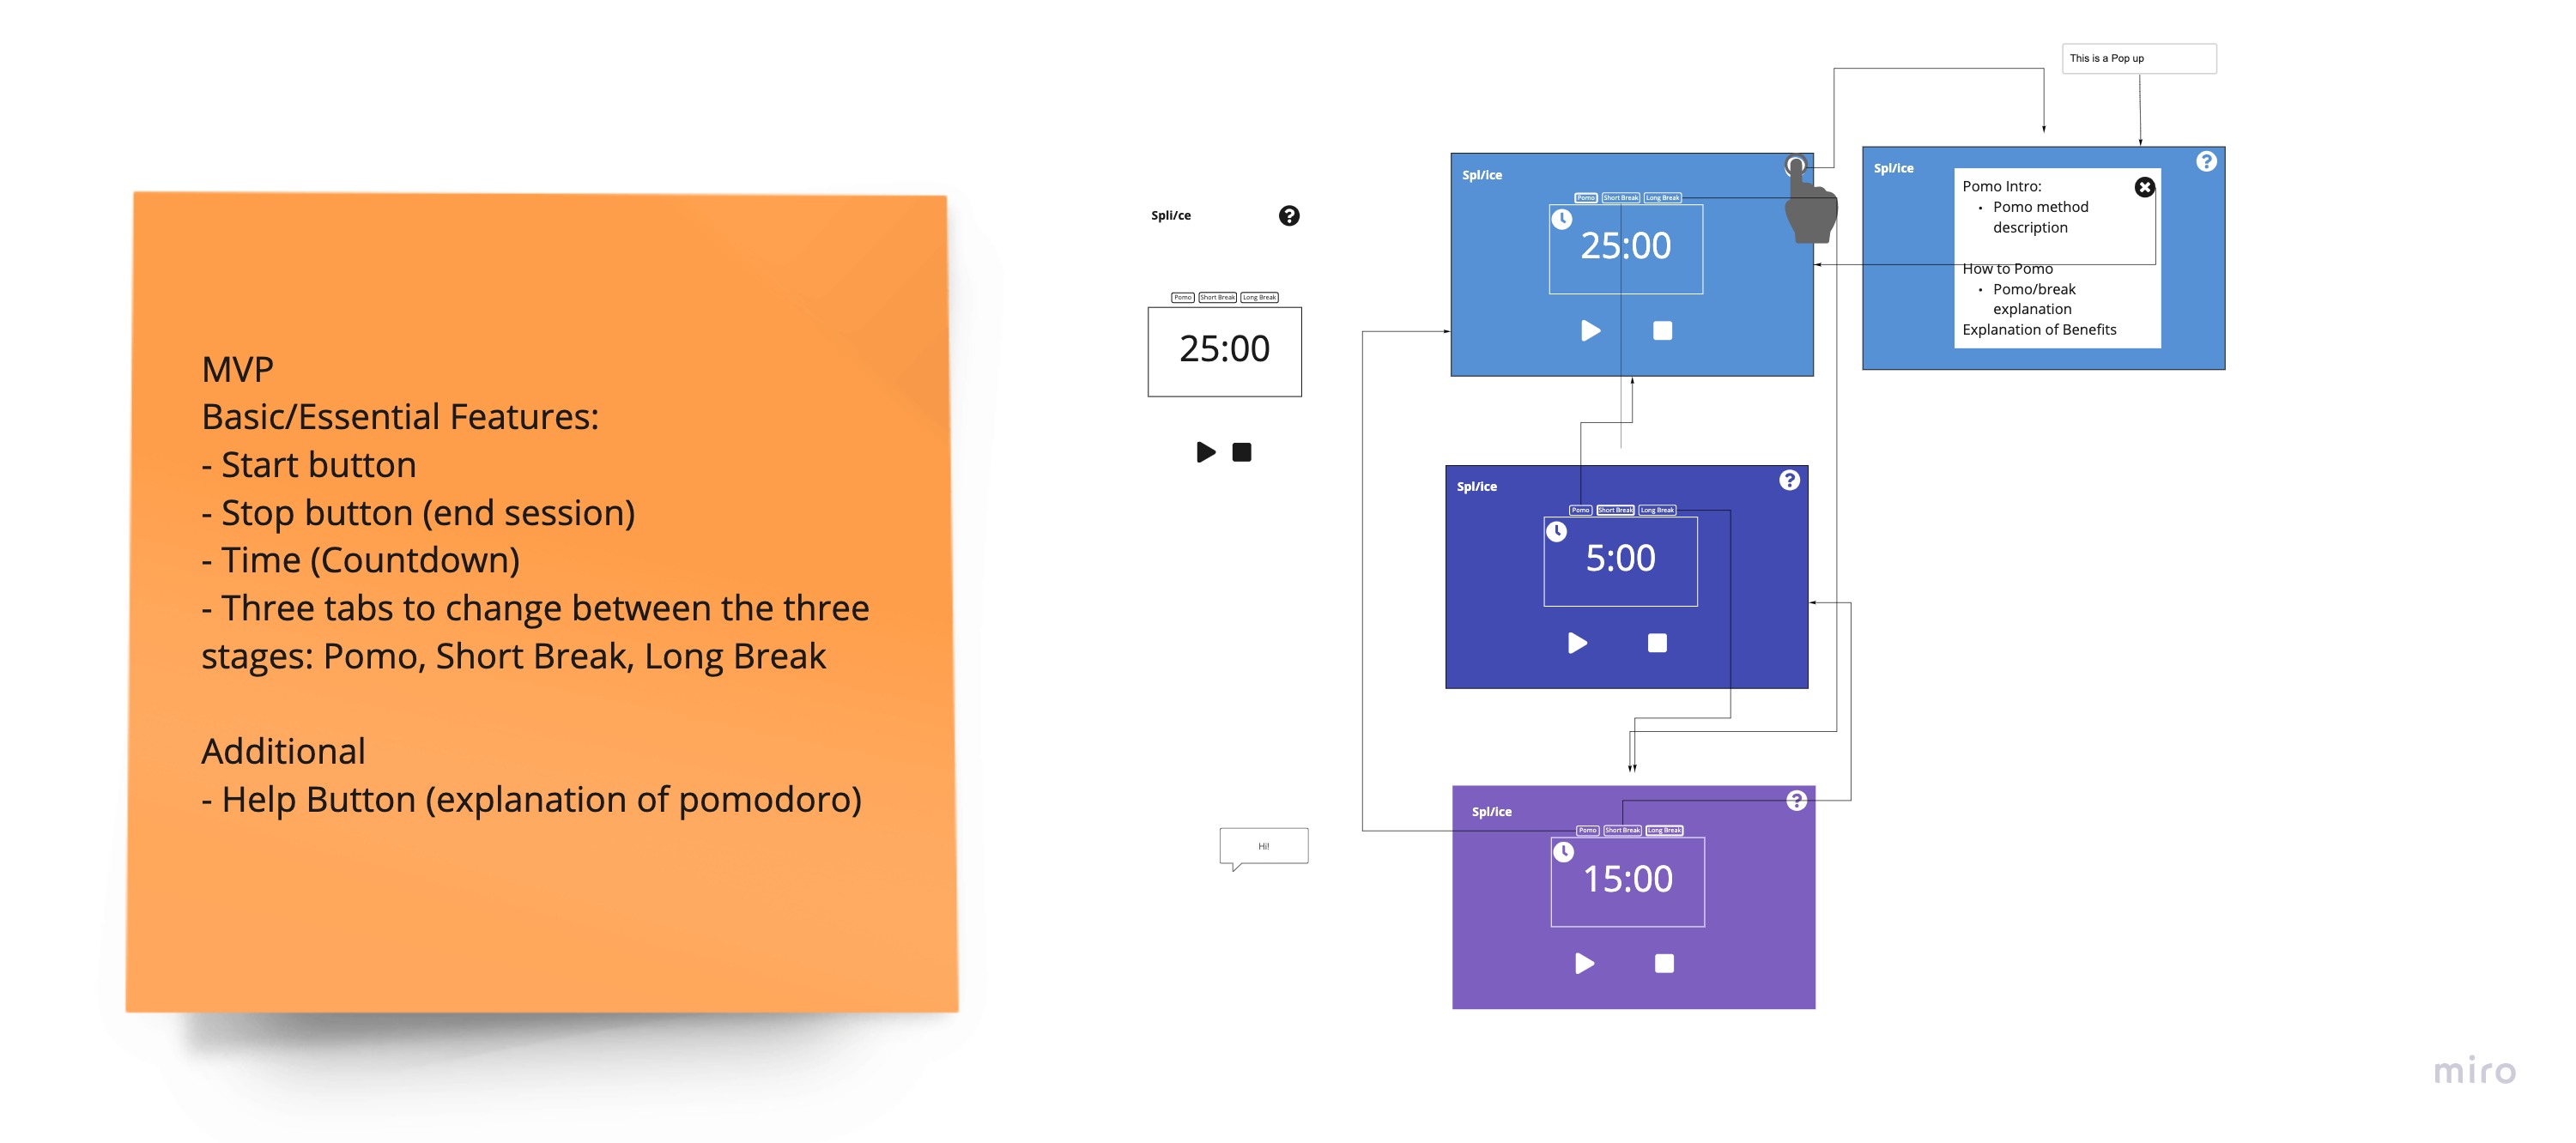 MVP
Basic/Essential Features:
- Start button
- Stop button (end session)
- Time (Countdown)
- Three tabs to change between the three
stages: Pomo, Short Break, Long Break
Additional
- Help Button (explanation of pomodoro)
Spli/ce
?
Pomo Short Break Long Break
25:00
Hi!
Spl/ice
Pomo Short Break Long Break
25:00
This is a Pop up
Spl/ice
?
Pomo Intro:
• Pomo method
description
How to Pomo
• Pomo/break
explanation
Explanation of Benefits
Spl/ice
?
Pomo Short Break Long Break
5:00
Spl/ice
?
Pomo Short Break Long Break
15:00
miro